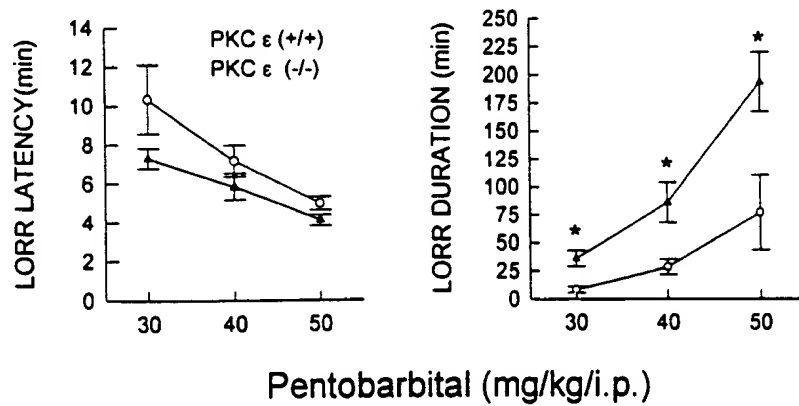 LORR LATENCY(min)
14
12
10
8
6
4
2
0
PKC ε (+/+)
PKC ε (-/-)
30 40 50
LORR DURATION (min)
250
225
200
175
150
125
100
75
50
25
0
* * *
30 40 50
Pentobarbital (mg/kg/i.p.)